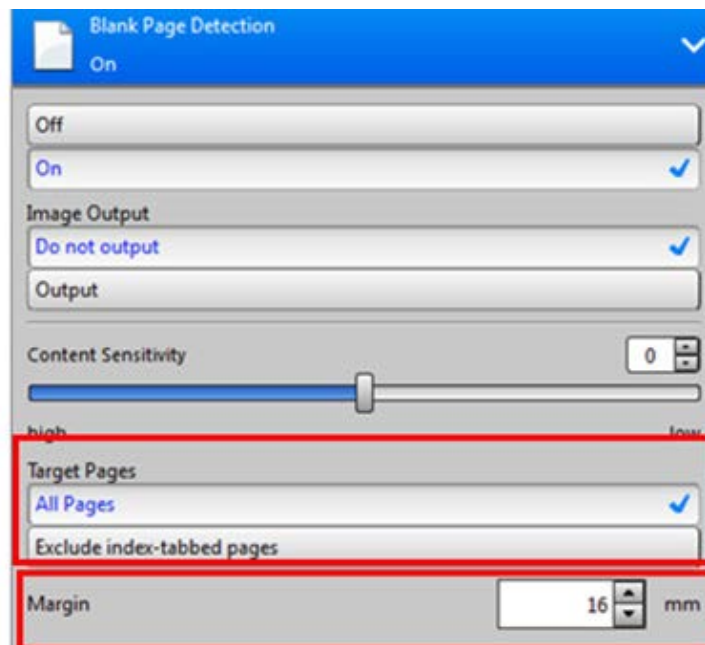 Blank Page Detection
On
Off
On
Image Output
Do not output
Output
Content Sensitivity 0
high low
Target Pages
All Pages
Exclude index-tabbed pages
Margin 16 mm